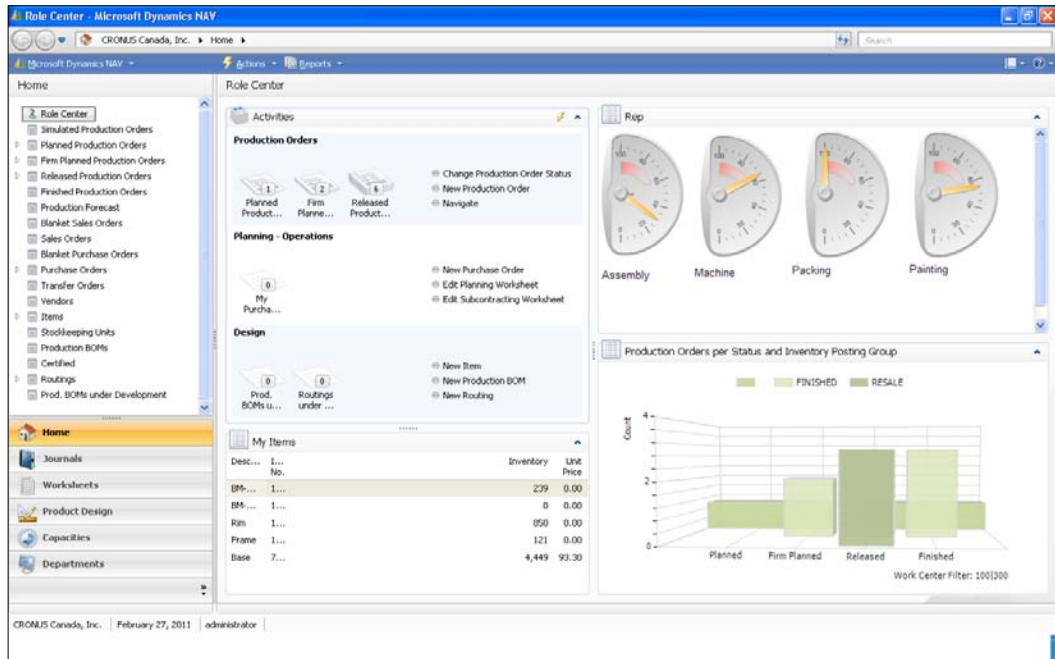 Role Center - Microsoft Dynamics NAV
CRONUS Canada, Inc. Home
Search
Microsoft Dynamics NAV
Actions Reports
Home
Role Center
Role Center
Simulated Production Orders
Planned Production Orders
Firm Planned Production Orders
Released Production Orders
Finished Production Orders
Production Forecast
Blanket Sales Orders
Sales Orders
Blanket Purchase Orders
Purchase Orders
Transfer Orders
Vendors
Items
Stockkeeping Units
Production BOMs
Certified
Routings
Prod. BOMs under Development
Home
Journals
Worksheets
Product Design
Capacities
Departments
Activities
Production Orders
1 2 6
Planned Product...
Firm Planne...
Released Product...
Change Production Order Status
New Production Order
Navigate
Planning - Operations
0
My Purcha...
New Purchase Order
Edit Planning Worksheet
Edit Subcontracting Worksheet
Design
0 0
Prod. BOMs u...
Routings under ...
New Item
New Production BOM
New Routing
My Items
Desc... I... No. Inventory Unit Price
BM-... 1... 239 0.00
BM-... 1... 0 0.00
Rim 1... 850 0.00
Frame 1... 121 0.00
Base 7... 4,449 93.30
Rep
Assembly Machine Packing Painting
Production Orders per Status and Inventory Posting Group
FINISHED RESALE
Count
4
2
0
Planned Firm Planned Released Finished
Work Center Filter: 100|300
CRONUS Canada, Inc. February 27, 2011 administrator